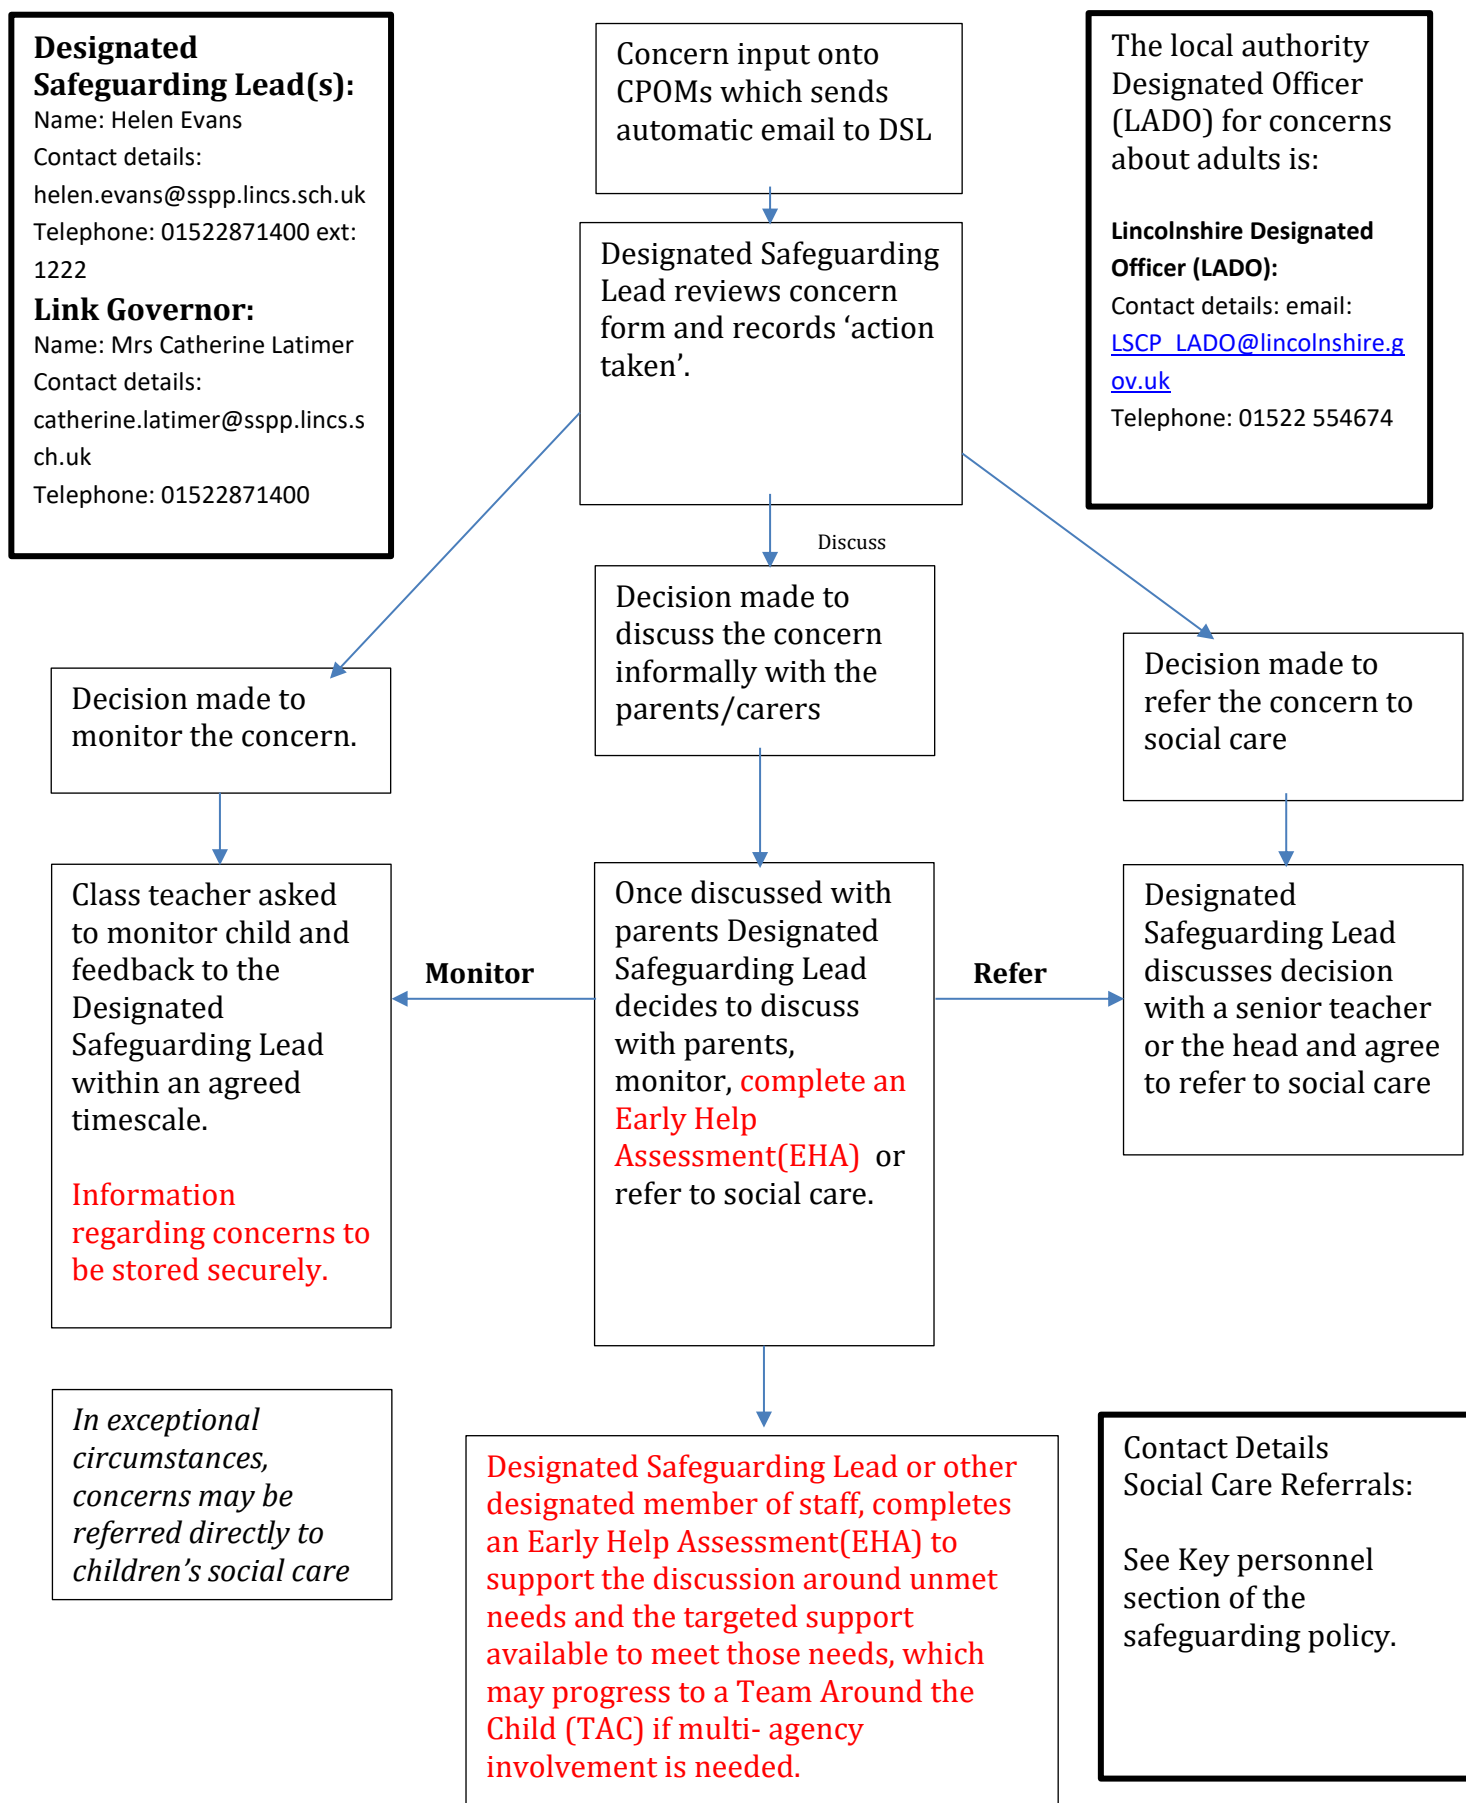 Designated
Safeguarding Lead(s):
Name: Helen Evans
Contact details:
helen.evans@sspp.lincs.sch.uk
Telephone: 01522871400 ext:
1222
Link Governor:
Name: Mrs Catherine Latimer
Contact details:
catherine.latimer@sspp.lincs.s
ch.uk
Telephone: 01522871400
Concern input onto
CPOMs which sends
automatic email to DSL
The local authority
Designated Officer
(LADO) for concerns
about adults is:
Lincolnshire Designated
Officer (LADO):
Contact details: email:
LSCP_LADO@lincolnshire.g
ov.uk
Telephone: 01522 554674
Designated Safeguarding
Lead reviews concern
form and records ‘action
taken’.
Discuss
Decision made to
monitor the concern.
Decision made to
discuss the concern
informally with the
parents/carers
Decision made to
refer the concern to
social care
Class teacher asked
to monitor child and
feedback to the
Designated
Safeguarding Lead
within an agreed
timescale.
Information
regarding concerns to
be stored securely.
Monitor
Once discussed with
parents Designated
Safeguarding Lead
decides to discuss
with parents,
monitor, complete an
Early Help
Assessment(EHA)  or
refer to social care.
Refer
Designated
Safeguarding Lead
discusses decision
with a senior teacher
or the head and agree
to refer to social care
In exceptional
circumstances,
concerns may be
referred directly to
children’s social care
Designated Safeguarding Lead or other
designated member of staff, completes
an Early Help Assessment(EHA) to
support the discussion around unmet
needs and the targeted support
available to meet those needs, which
may progress to a Team Around the
Child (TAC) if multi- agency
involvement is needed.
Contact Details
Social Care Referrals:
See Key personnel
section of the
safeguarding policy.